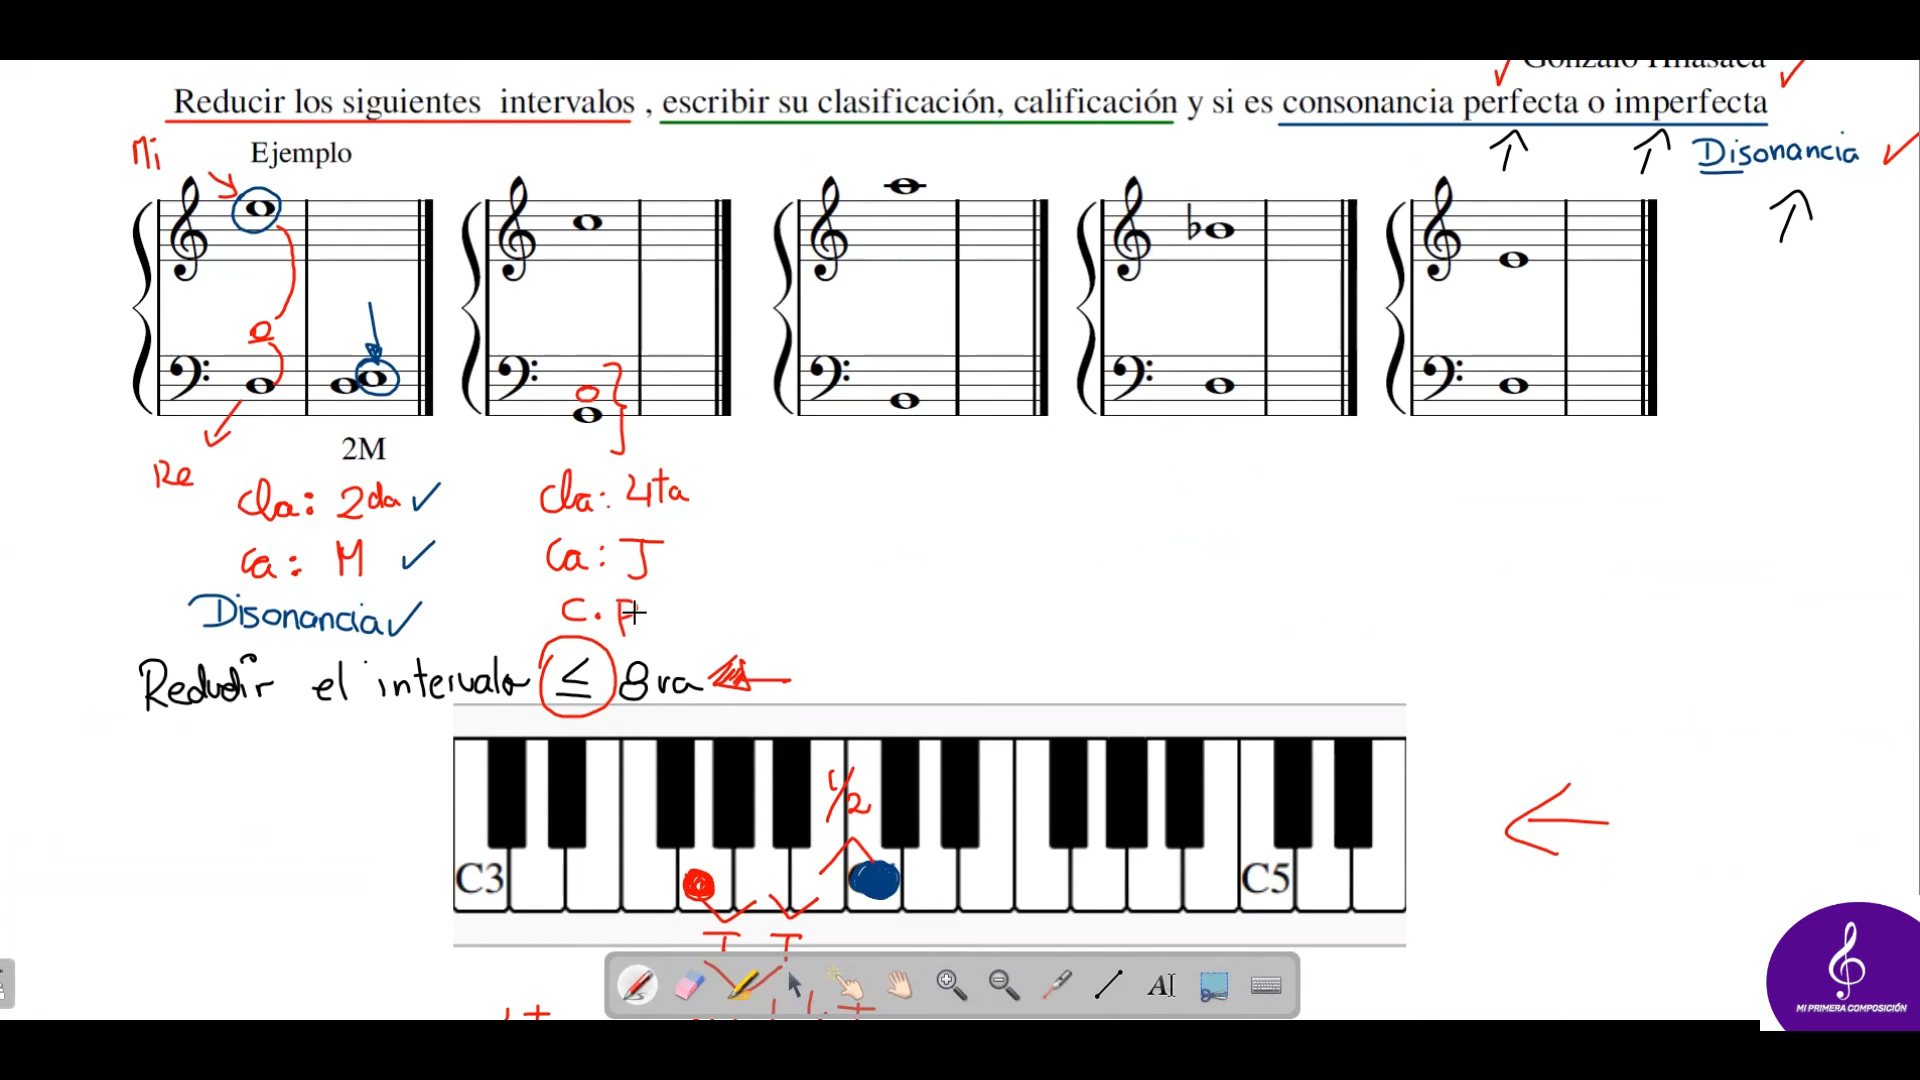 Reducir los siguientes intervalos , escribir su clasificación, calificación y si es consonancia perfecta o imperfecta
Mi
Ejemplo
Disonancia
2M
Re
Cla: 2da
Cla: 4ta
Ca: M
Ca: J
Disonancia
C. P
Reducir el intervalo ≤ 8va
1/2
C3
C5
T T
AI
MI PRIMERA COMPOSICIÓN